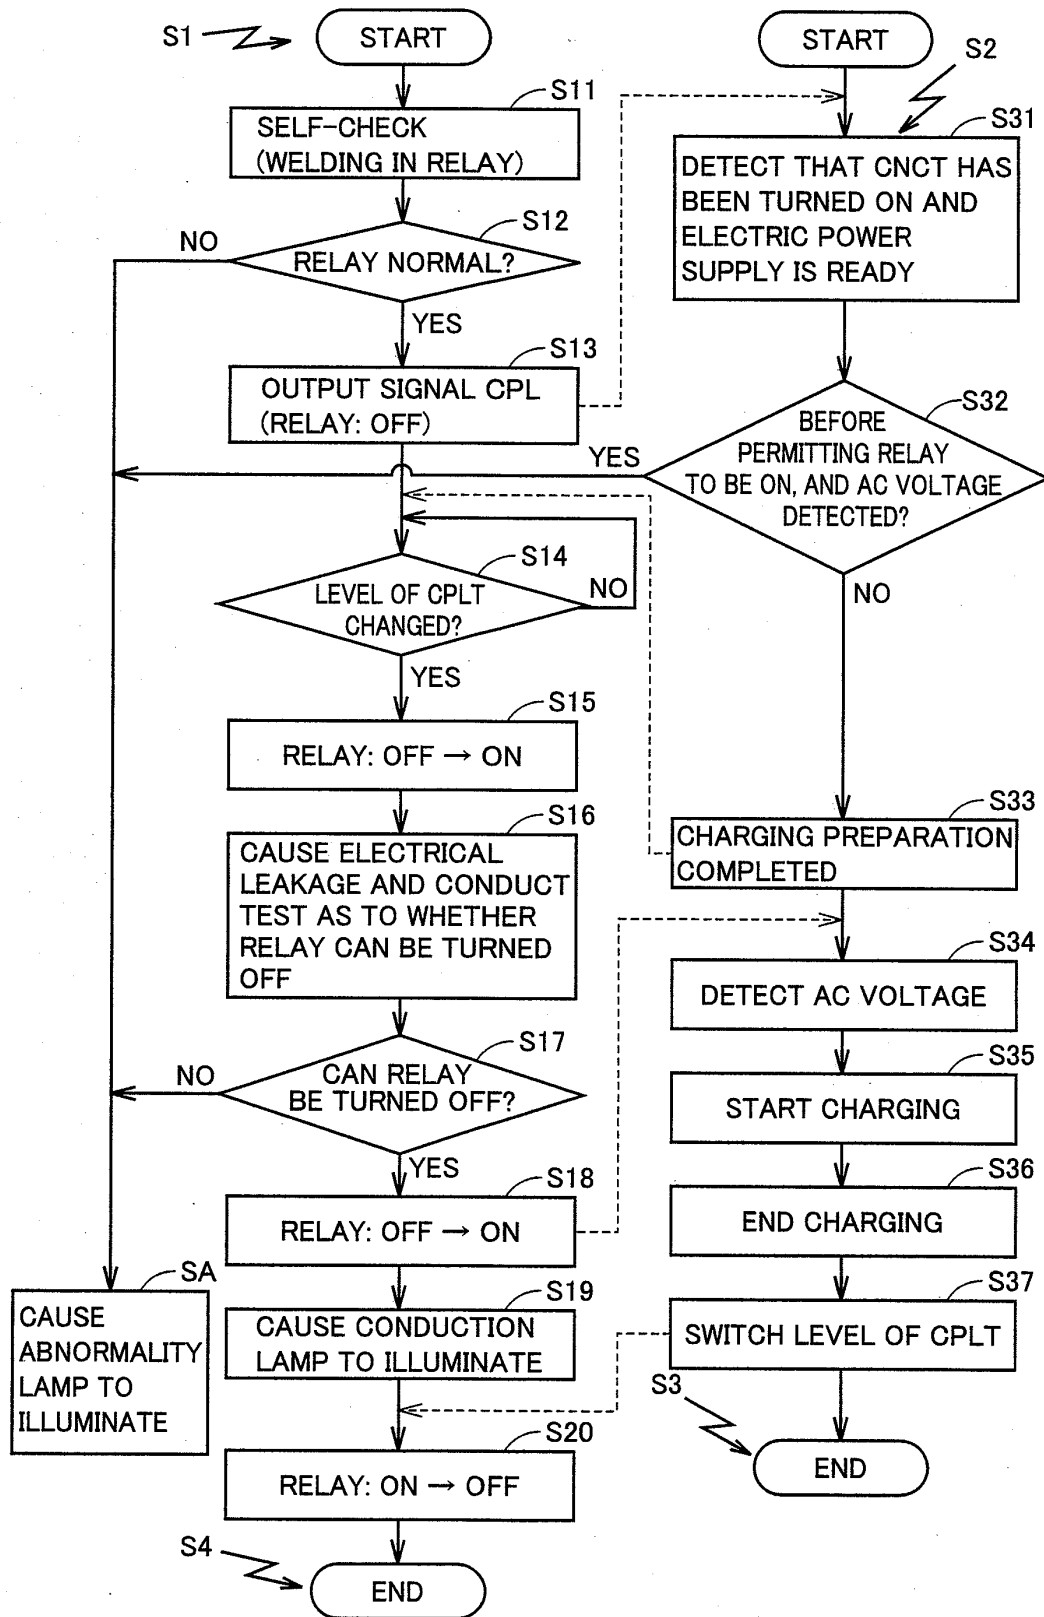 S1
START
S11
SELF-CHECK
(WELDING IN RELAY)
S12
NO
RELAY NORMAL?
YES
S13
OUTPUT SIGNAL CPL
(RELAY: OFF)
S14
LEVEL OF CPLT
CHANGED?
NO
YES
S15
RELAY: OFF → ON
S16
CAUSE ELECTRICAL
LEAKAGE AND CONDUCT
TEST AS TO WHETHER
RELAY CAN BE TURNED
OFF
S17
NO
CAN RELAY
BE TURNED OFF?
YES
S18
RELAY: OFF → ON
SA
CAUSE
ABNORMALITY
LAMP TO
ILLUMINATE
S19
CAUSE CONDUCTION
LAMP TO ILLUMINATE
S20
RELAY: ON → OFF
S4
END
START
S2
S31
DETECT THAT CNCT HAS
BEEN TURNED ON AND
ELECTRIC POWER
SUPPLY IS READY
S32
YES
BEFORE
PERMITTING RELAY
TO BE ON, AND AC VOLTAGE
DETECTED?
NO
S33
CHARGING PREPARATION
COMPLETED
S34
DETECT AC VOLTAGE
S35
START CHARGING
S36
END CHARGING
S37
SWITCH LEVEL OF CPLT
S3
END